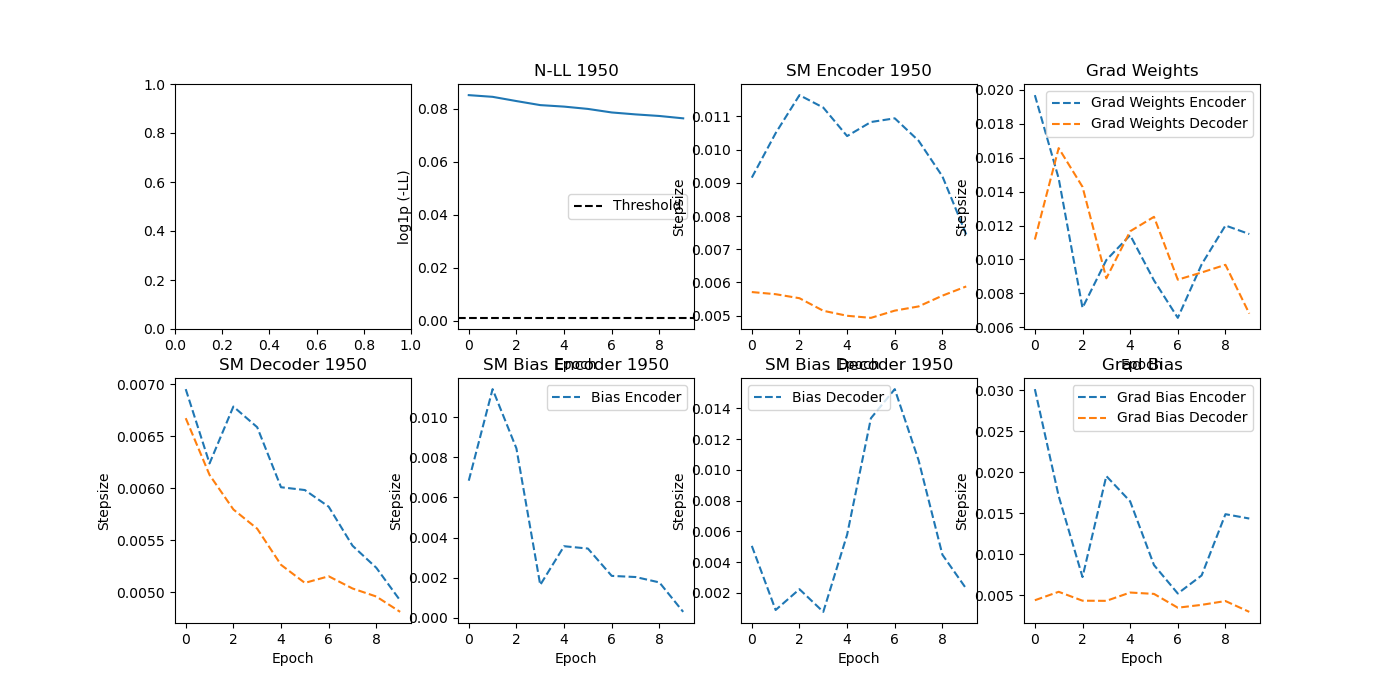 1.0
0.8
0.6
0.4
0.2
0.0
0.0 0.2 0.4 0.6 0.8 1.0
N-LL 1950
log1p (-LL)
0.08
0.06
0.04
0.02
0.00
Threshold
0 2 4 6 8
Epoch
SM Encoder 1950
Stepsize
0.011
0.010
0.009
0.008
0.007
0.006
0.005
0 2 4 6 8
Epoch
Grad Weights
Stepsize
0.020
0.018
0.016
0.014
0.012
0.010
0.008
0.006
Grad Weights Encoder
Grad Weights Decoder
0 2 4 6 8
Epoch
SM Decoder 1950
Stepsize
0.0070
0.0065
0.0060
0.0055
0.0050
0 2 4 6 8
Epoch
SM Bias Encoder 1950
Stepsize
0.010
0.008
0.006
0.004
0.002
0.000
Bias Encoder
0 2 4 6 8
Epoch
SM Bias Decoder 1950
Stepsize
0.014
0.012
0.010
0.008
0.006
0.004
0.002
Bias Decoder
0 2 4 6 8
Epoch
Grad Bias
Stepsize
0.030
0.025
0.020
0.015
0.010
0.005
Grad Bias Encoder
Grad Bias Decoder
0 2 4 6 8
Epoch